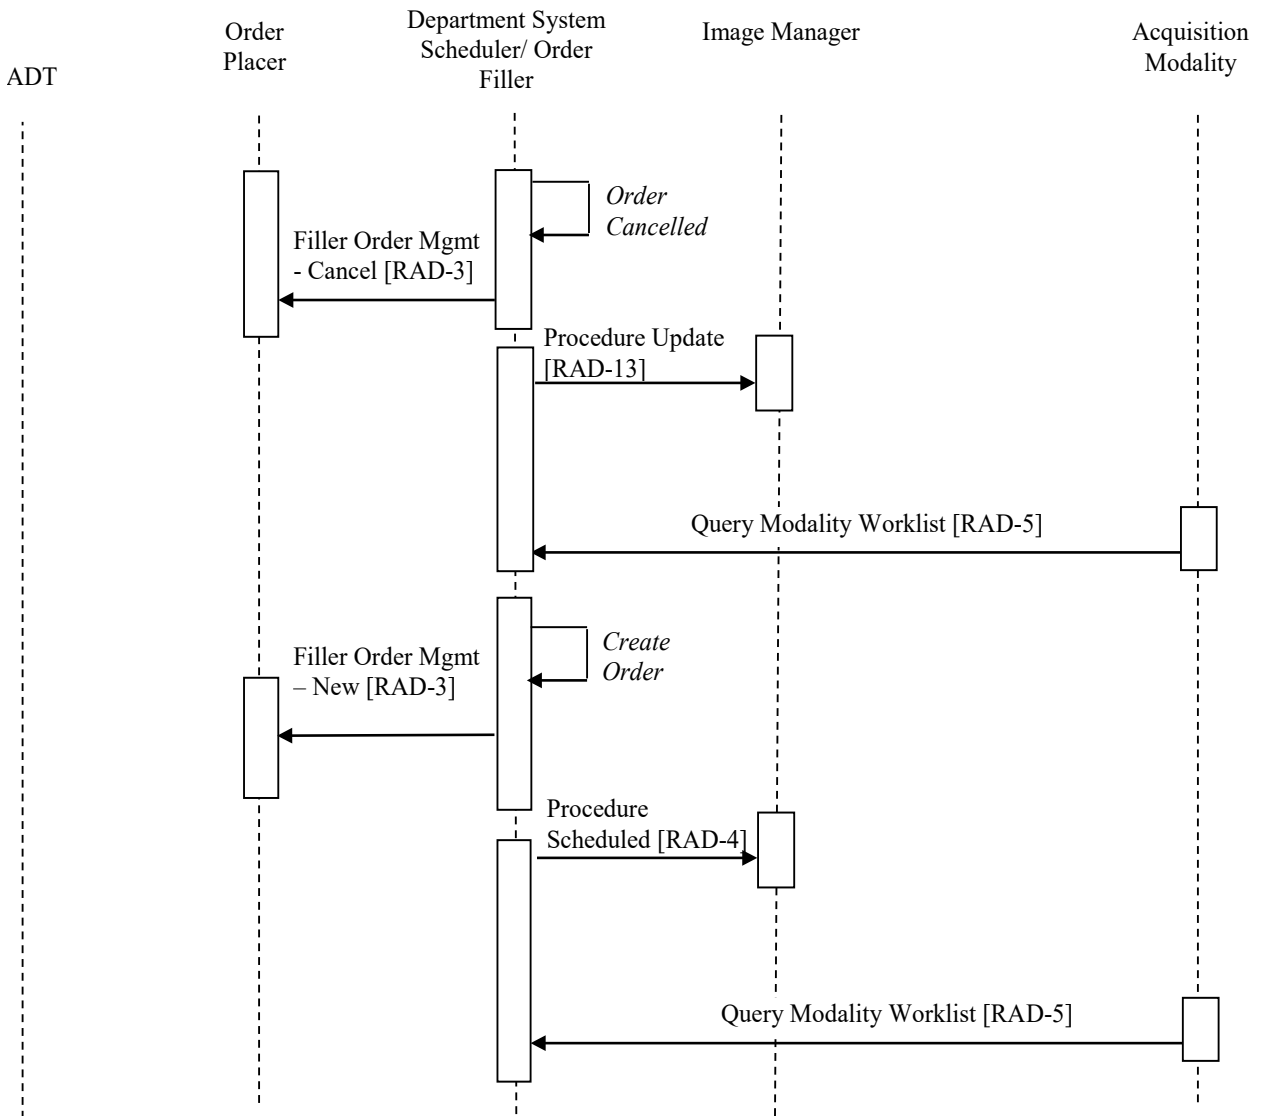 ADT
Order
Placer
Department System
Scheduler/ Order
Filler
Image Manager
Acquisition
Modality
Order
Cancelled
Filler Order Mgmt
- Cancel [RAD-3]
Procedure Update
[RAD-13]
Query Modality Worklist [RAD-5]
Create
Order
Filler Order Mgmt
– New [RAD-3]
Procedure
Scheduled [RAD-4]
Query Modality Worklist [RAD-5]